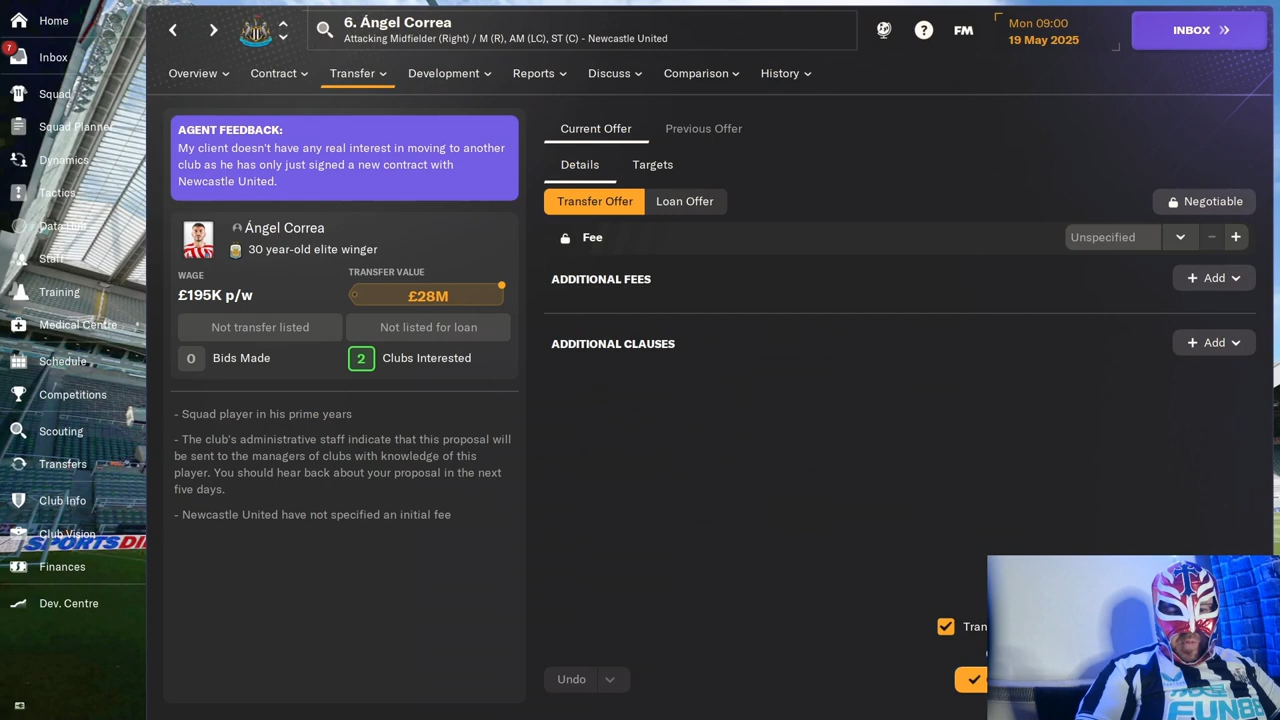 Home
7
Inbox
Squad
Squad Planner
Dynamics
Tactics
Staff
Training
Medical Centre
Schedule
Competitions
Scouting
Transfers
Club Info
Club Vision
SPORTS DI
Finances
Dev. Centre
6. Ángel Correa
Attacking Midfielder (Right) / M (R), AM (LC), ST (C) - Newcastle United
FM
Mon 09:00
19 May 2025
INBOX
Overview
Contract
Transfer
Development
Reports
Discuss
Comparison
History
AGENT FEEDBACK:
My client doesn't have any real interest in moving to another
club as he has only just signed a new contract with
Newcastle United.
Ángel Correa
30 year-old elite winger
WAGE
TRANSFER VALUE
£195K p/w
£28M
Not transfer listed
Not listed for loan
0 Bids Made
2 Clubs Interested
- Squad player in his prime years
- The club's administrative staff indicate that this proposal will
be sent to the managers of clubs with knowledge of this
player. You should hear back about your proposal in the next
five days.
- Newcastle United have not specified an initial fee
Current Offer
Previous Offer
Details
Targets
Transfer Offer
Loan Offer
Negotiable
Fee
Unspecified
ADDITIONAL FEES
Add
ADDITIONAL CLAUSES
Add
Tran
Undo
FUN88